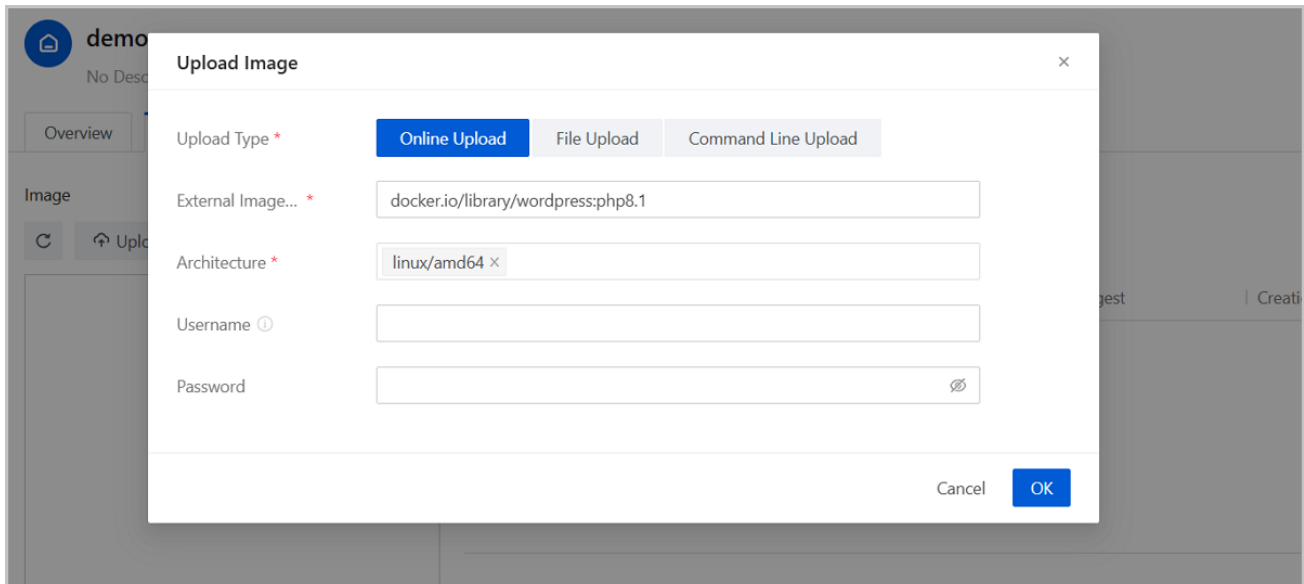 demo
No Desc
Overview
Image
Uplo
gest
Creati
Upload Image
Upload Type *
Online Upload
File Upload
Command Line Upload
External Image... *
docker.io/library/wordpress:php8.1
Architecture *
linux/amd64 ×
Username
Password
Cancel
OK